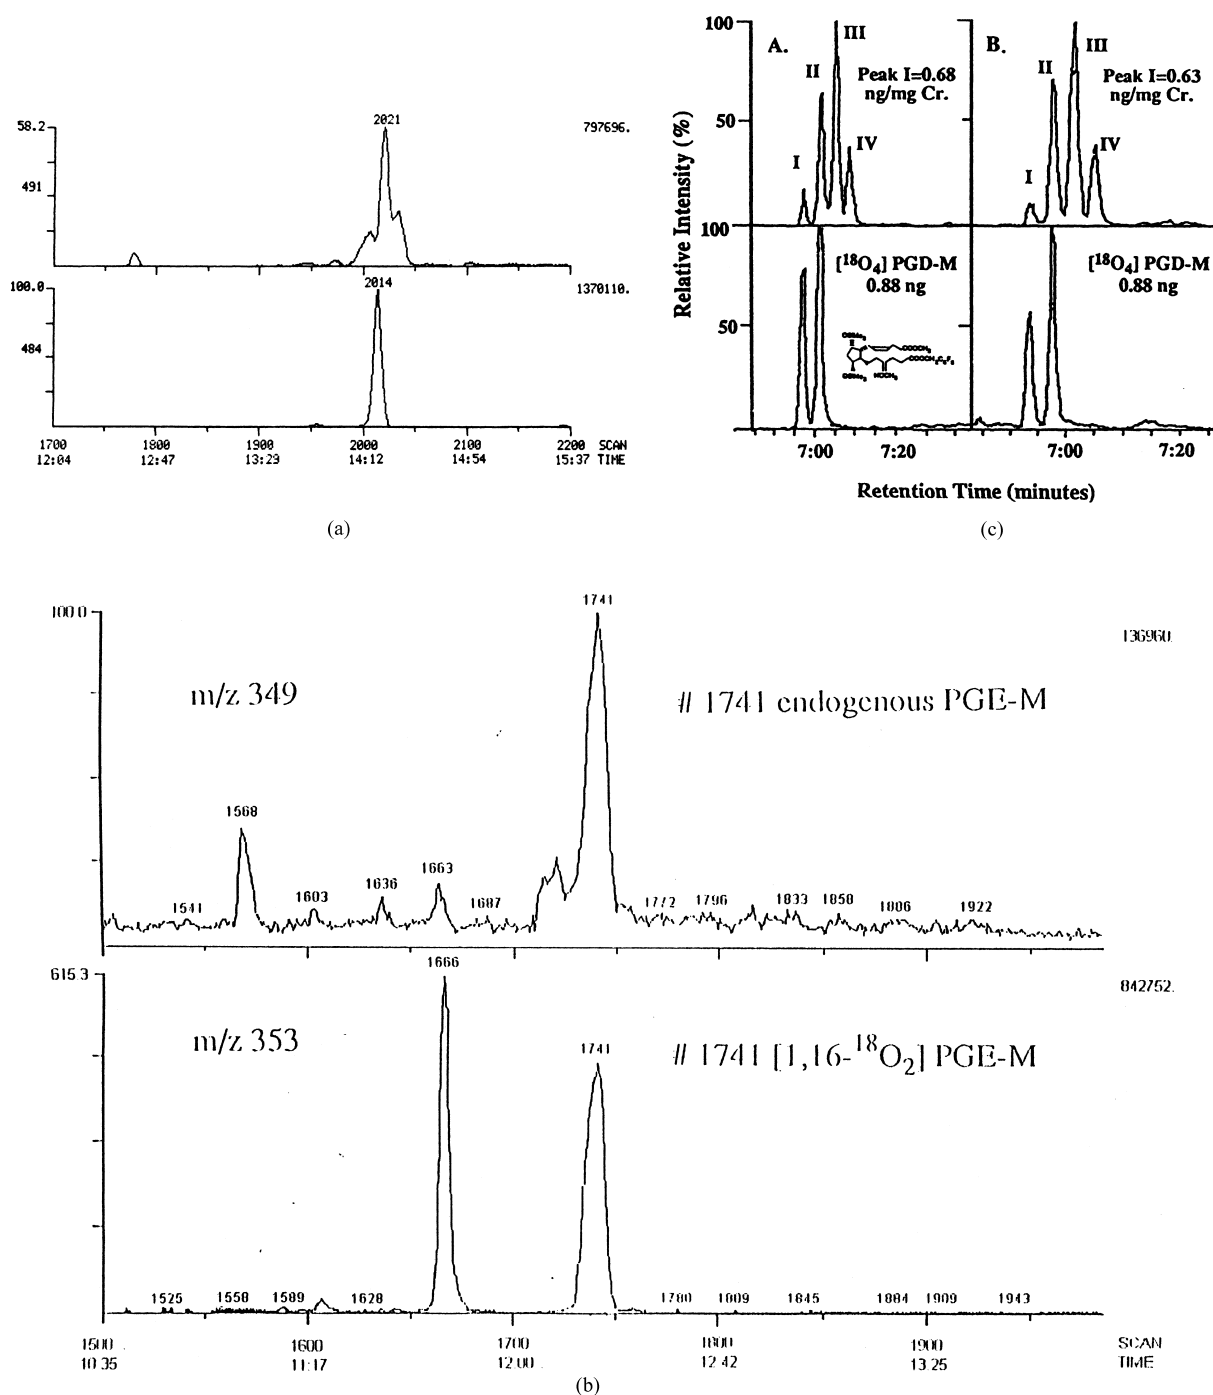 58.2
2021
797696.
491
100.0
2014
1370110.
484
1700 1800 1900 2000 2100 2200 SCAN
12:04 12:47 13:29 14:12 14:54 15:37 TIME
(a)
100
A.
III
II
Peak I=0.68
ng/mg Cr.
50
I
IV
B.
III
II
Peak I=0.63
ng/mg Cr.
I
IV
Relative Intensity (%)
100
[18O4] PGD-M
0.88 ng
50
[18O4] PGD-M
0.88 ng
7:00 7:20 7:00 7:20
Retention Time (minutes)
(c)
100.0
1741
136960.
m/z 349
# 1741 endogenous PGE-M
1568
1541 1603 1636 1663 1687 1772 1796 1833 1858 1886 1922
615.3
1666
842752.
m/z 353
1741
# 1741 [1,16-18O2] PGE-M
1525 1558 1589 1628 1780 1809 1845 1884 1909 1943
1500 1600 1700 1800 1900 SCAN
10:35 11:17 12:00 12:42 13:25 TIME
(b)